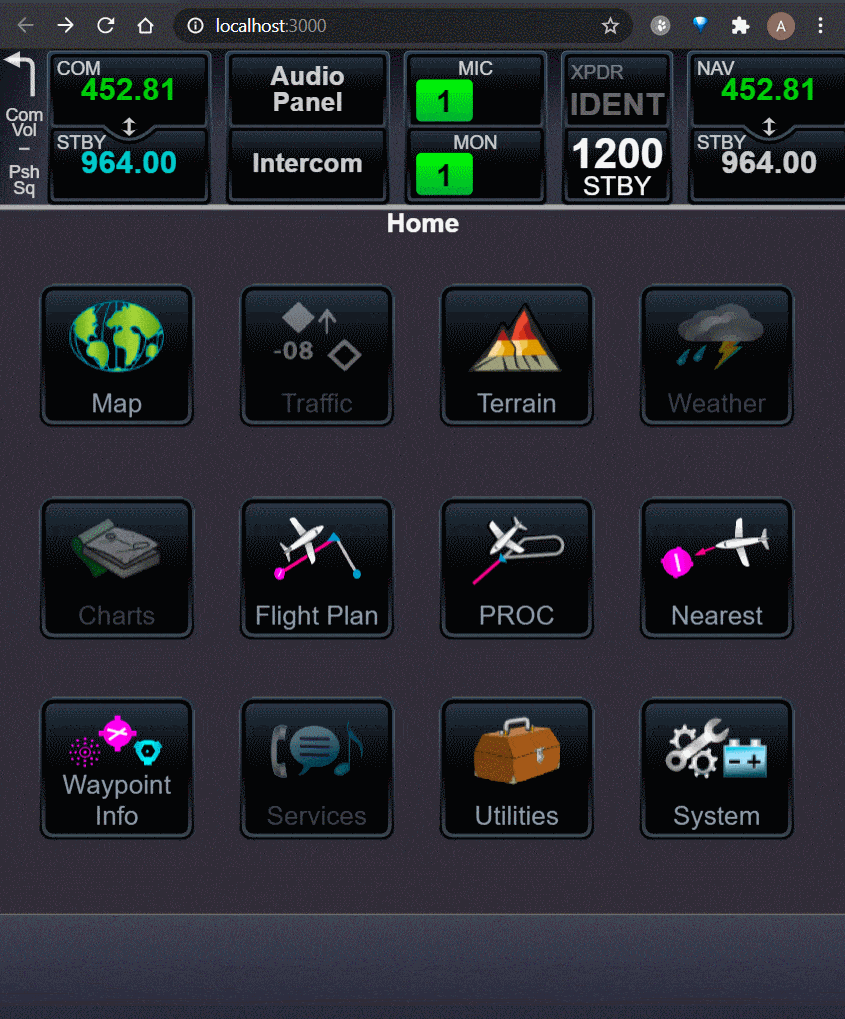 localhost:3000
A
Com
Vol
–
Psh
Sq
COM
452.81
STBY
964.00
Audio
Panel
Intercom
MIC
1
MON
1
XPDR
IDENT
1200
STBY
NAV
452.81
STBY
964.00
Home
Map
-08
Traffic
Terrain
Weather
Charts
Flight Plan
PROC
Nearest
Waypoint
Info
Services
Utilities
System